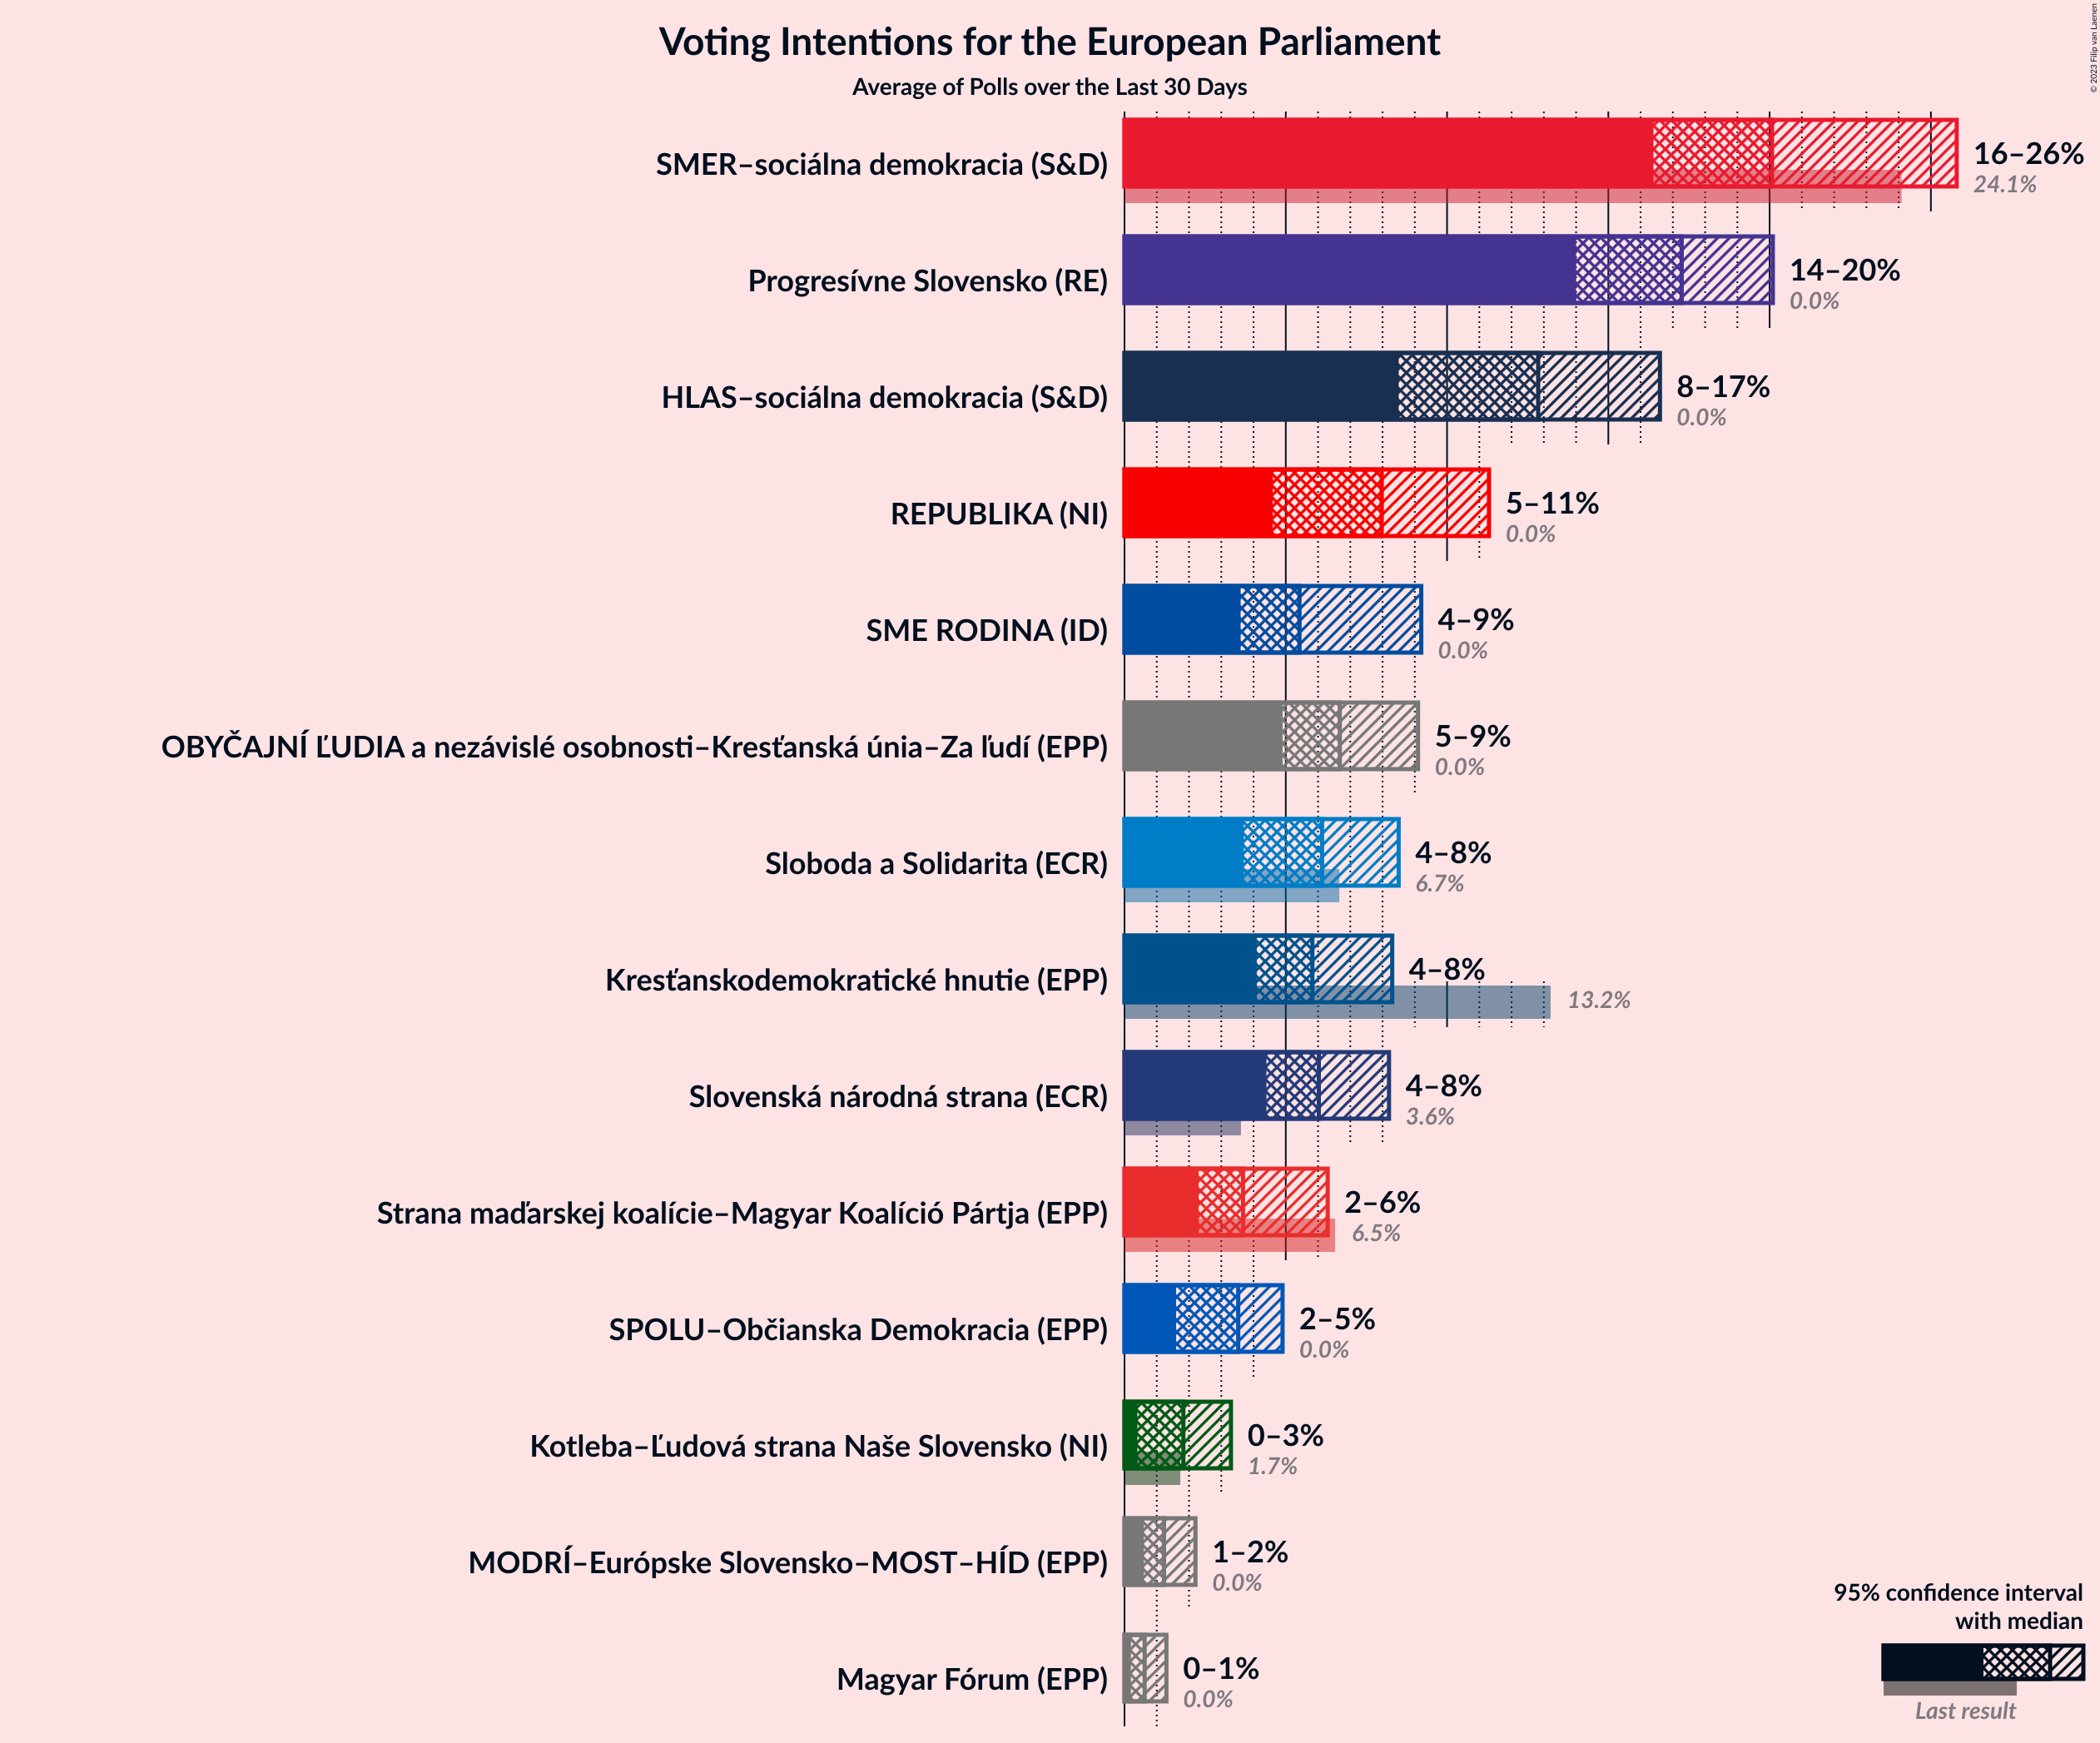 © 2023 Filip van Laenen
Voting Intentions for the European Parliament
Average of Polls over the Last 30 Days
SMER–sociálna demokracia (S&D)
16–26%
24.1%
Progresívne Slovensko (RE)
14–20%
0.0%
HLAS–sociálna demokracia (S&D)
8–17%
0.0%
REPUBLIKA (NI)
5–11%
0.0%
SME RODINA (ID)
4–9%
0.0%
OBYČAJNÍ ĽUDIA a nezávislé osobnosti–Kresťanská únia–Za ľudí (EPP)
5–9%
0.0%
Sloboda a Solidarita (ECR)
4–8%
6.7%
Kresťanskodemokratické hnutie (EPP)
4–8%
13.2%
Slovenská národná strana (ECR)
4–8%
3.6%
Strana maďarskej koalície–Magyar Koalíció Pártja (EPP)
2–6%
6.5%
SPOLU–Občianska Demokracia (EPP)
2–5%
0.0%
Kotleba–Ľudová strana Naše Slovensko (NI)
0–3%
1.7%
MODRÍ–Európske Slovensko–MOST–HÍD (EPP)
1–2%
0.0%
Magyar Fórum (EPP)
0–1%
0.0%
95% confidence interval
with median
Last result